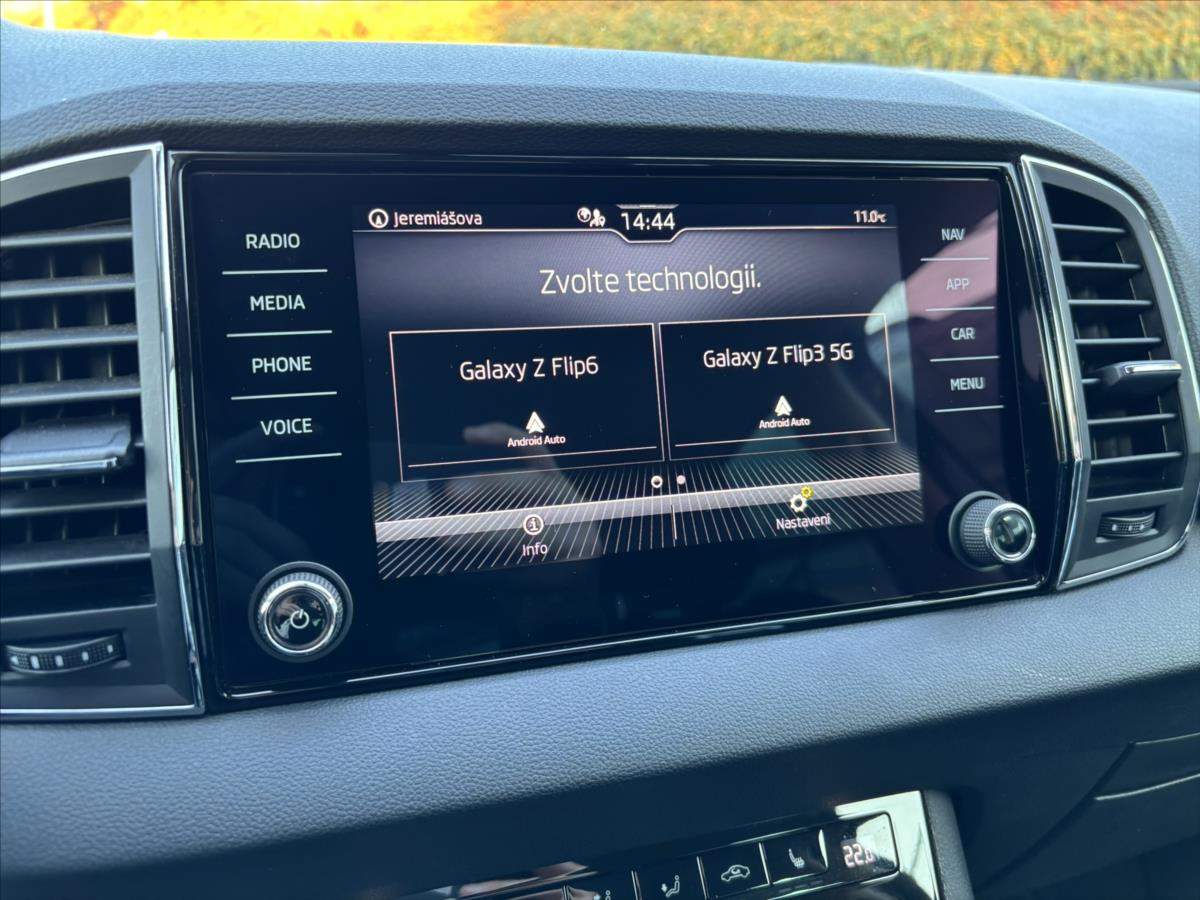 Jeremiášova
14:44
11.0°C
RADIO
MEDIA
PHONE
VOICE
NAV
APP
CAR
MENU
Zvolte technologii.
Galaxy Z Flip6
Android Auto
Galaxy Z Flip3 5G
Android Auto
Info
Nastavení
22.0